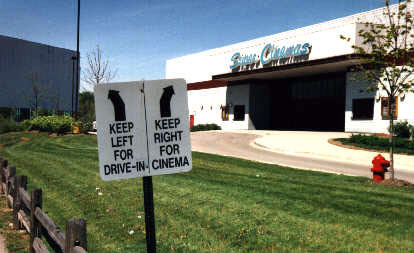 Cinemas
KEEP
LEFT
FOR
DRIVE-IN
KEEP
RIGHT
FOR
CINEMA